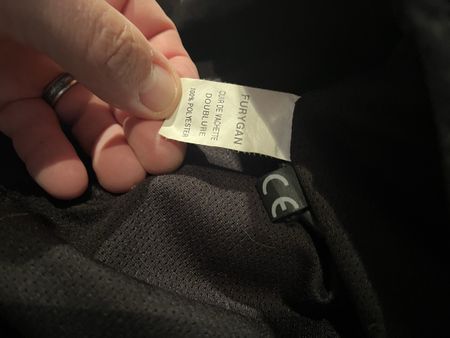 FURYGAN
CUIR DE VACHETTE
DOUBLURE
100% POLYESTER
CE